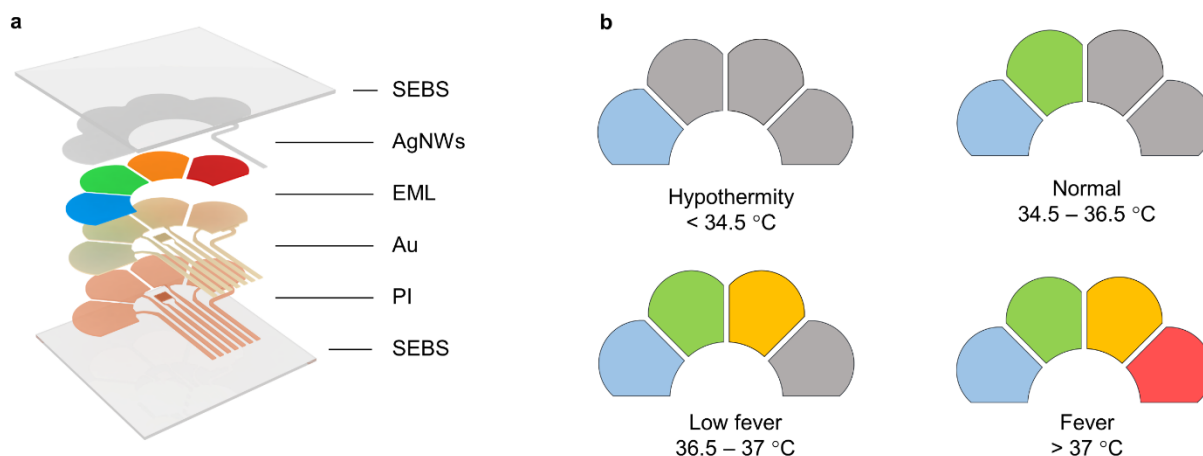 a
SEBS
AgNWs
EML
Au
PI
SEBS
b
Hypothermity
< 34.5 °C
Normal
34.5 – 36.5 °C
Low fever
36.5 – 37 °C
Fever
> 37 °C